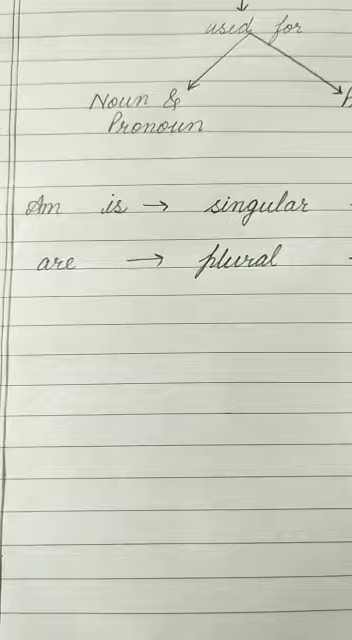 used for
Noun &
Pronoun
Am is → singular
are → plural